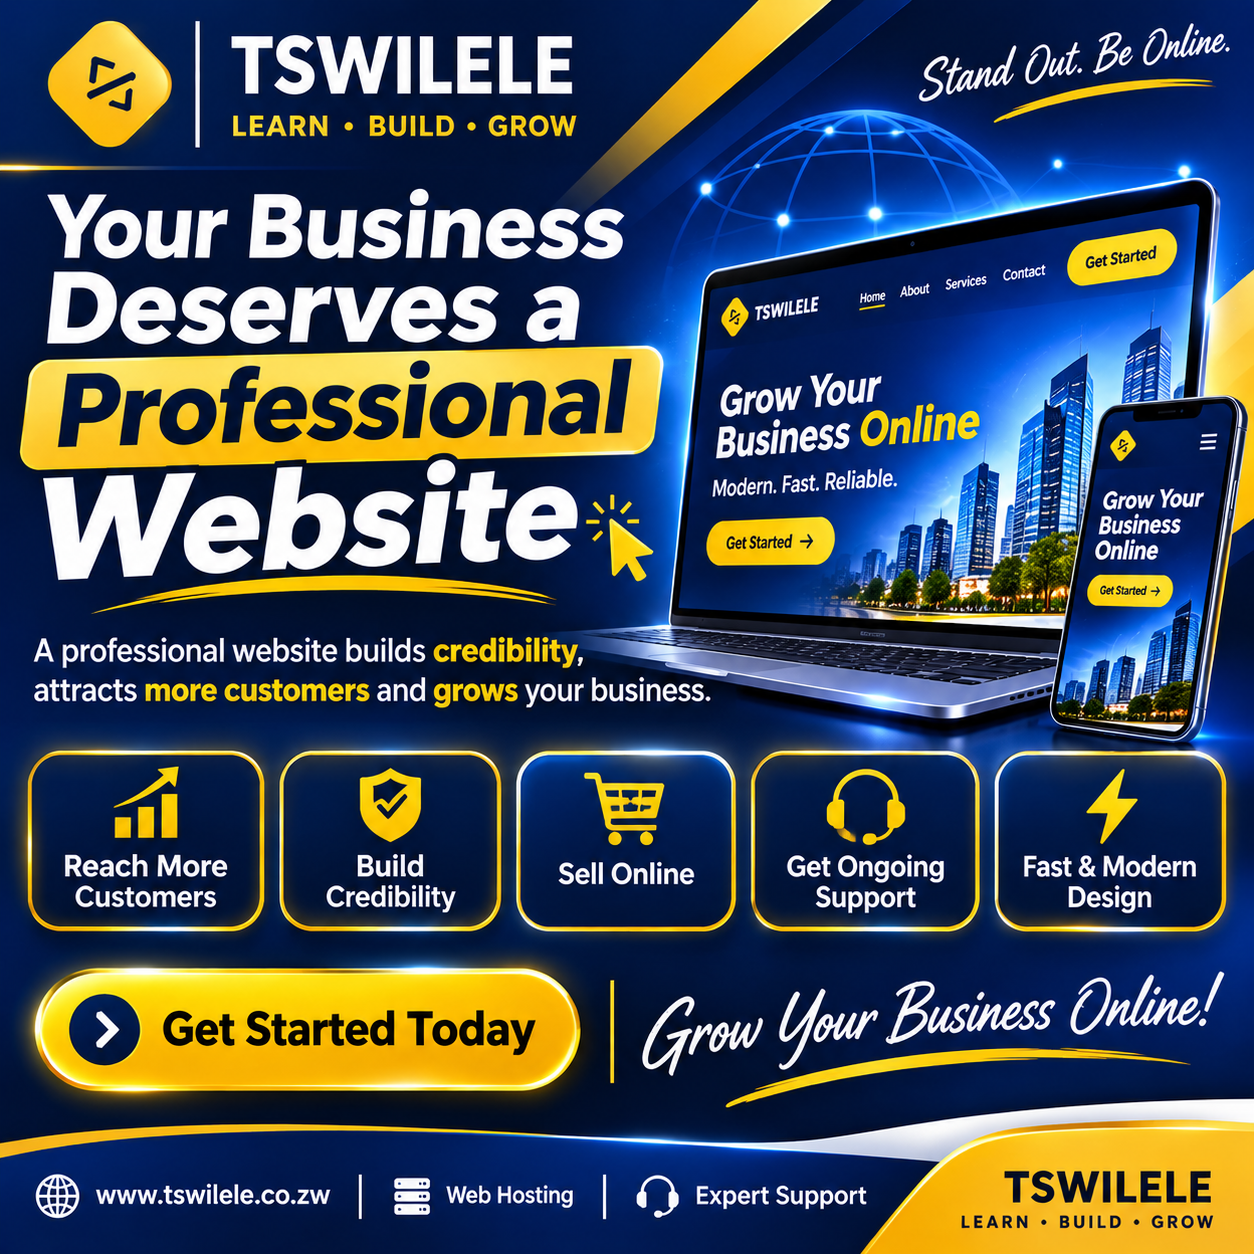 TSWILELE
LEARN • BUILD • GROW
Stand Out. Be Online.
Your Business
Deserves a
Professional
Website
A professional website builds credibility,
attracts more customers and grows your business.
TSWILELE
Home
About
Services
Contact
Get Started
Grow Your
Business Online
Modern. Fast. Reliable.
Get Started →
Grow Your
Business
Online
Get Started →
Reach More
Customers
Build
Credibility
Sell Online
Get Ongoing
Support
Fast & Modern
Design
Get Started Today
Grow Your Business Online!
www.tswilele.co.zw
Web Hosting
Expert Support
TSWILELE
LEARN • BUILD • GROW